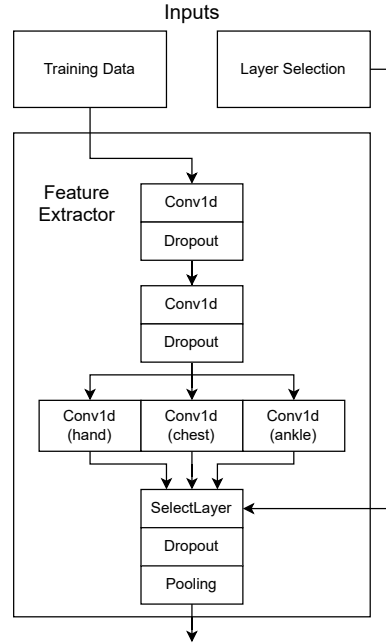 Inputs
Training Data
Layer Selection
Feature
Extractor
Conv1d
Dropout
Conv1d
Dropout
Conv1d
(hand)
Conv1d
(chest)
Conv1d
(ankle)
SelectLayer
Dropout
Pooling